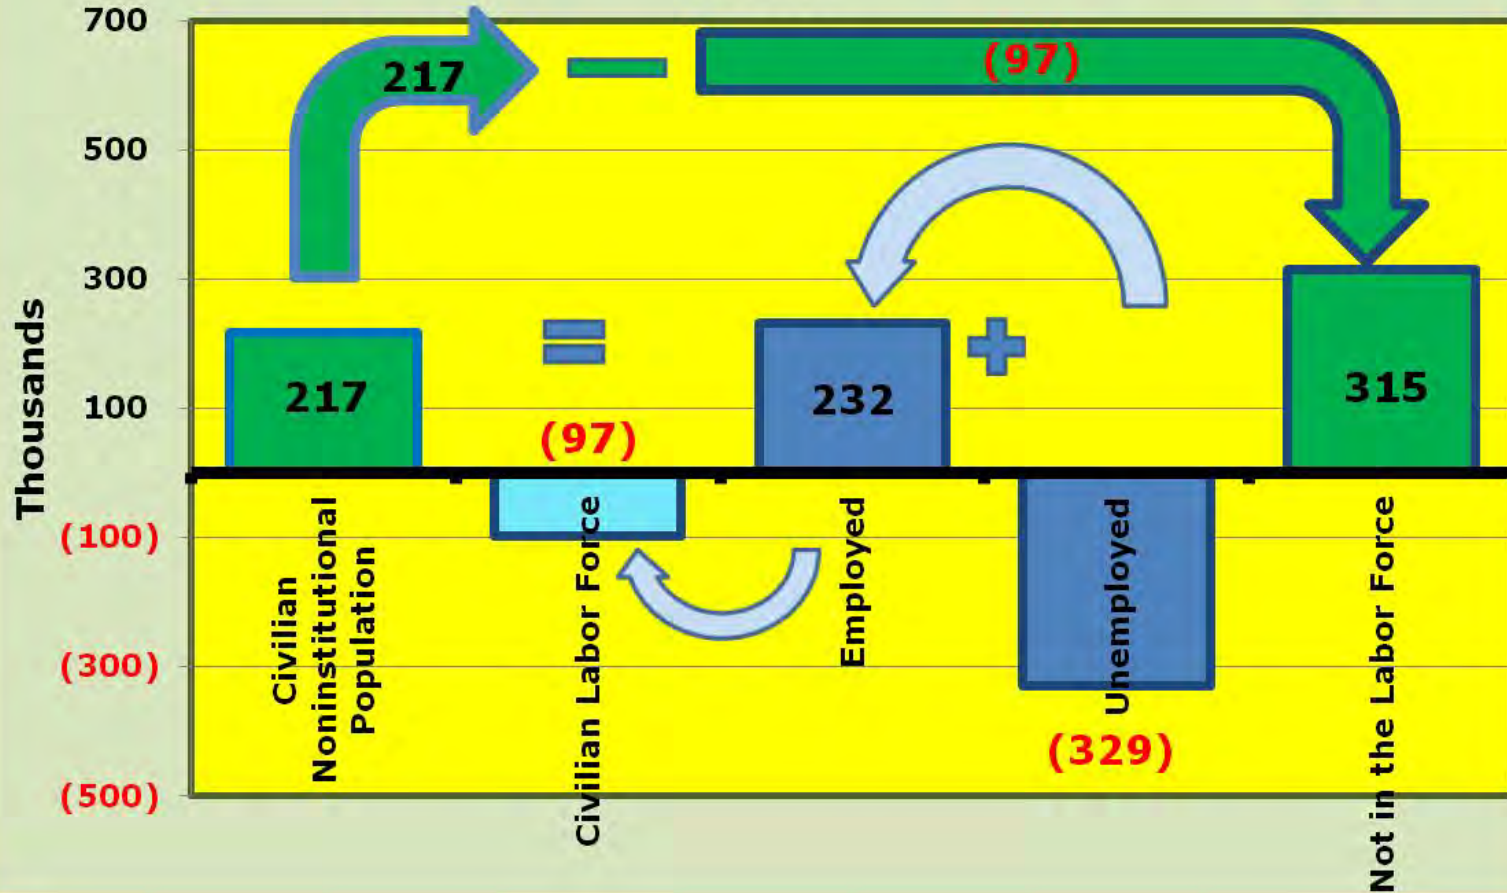 700
500
300
100
(100)
(300)
(500)
Thousands
217
(97)
217
(97)
232
(329)
315
Civilian
Noninstitutional
Population
Civilian Labor Force
Employed
Unemployed
Not in the Labor Force